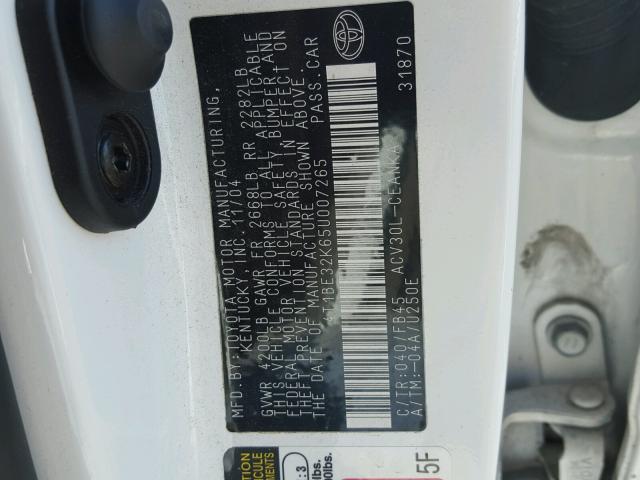 MFD.BY:TOYOTA MOTOR MANUFACTURING,
KENTUCKY, INC. 11/04
GVWR 4200LB GAWR FR 2668LB RR 2282LB
THIS VEHICLE CONFORMS TO ALL APPLICABLE
FEDERAL MOTOR VEHICLE SAFETY, BUMPER AND
THEFT PREVENTION STANDARDS IN EFFECT ON
THE DATE OF MANUFACTURE SHOWN ABOVE.
4T1BE32K65U007265 PASS.CAR
C/TR:040/FB45 ACV30L-CEANKA 31870
A/TM:-04A/U250E
5F
lbs.